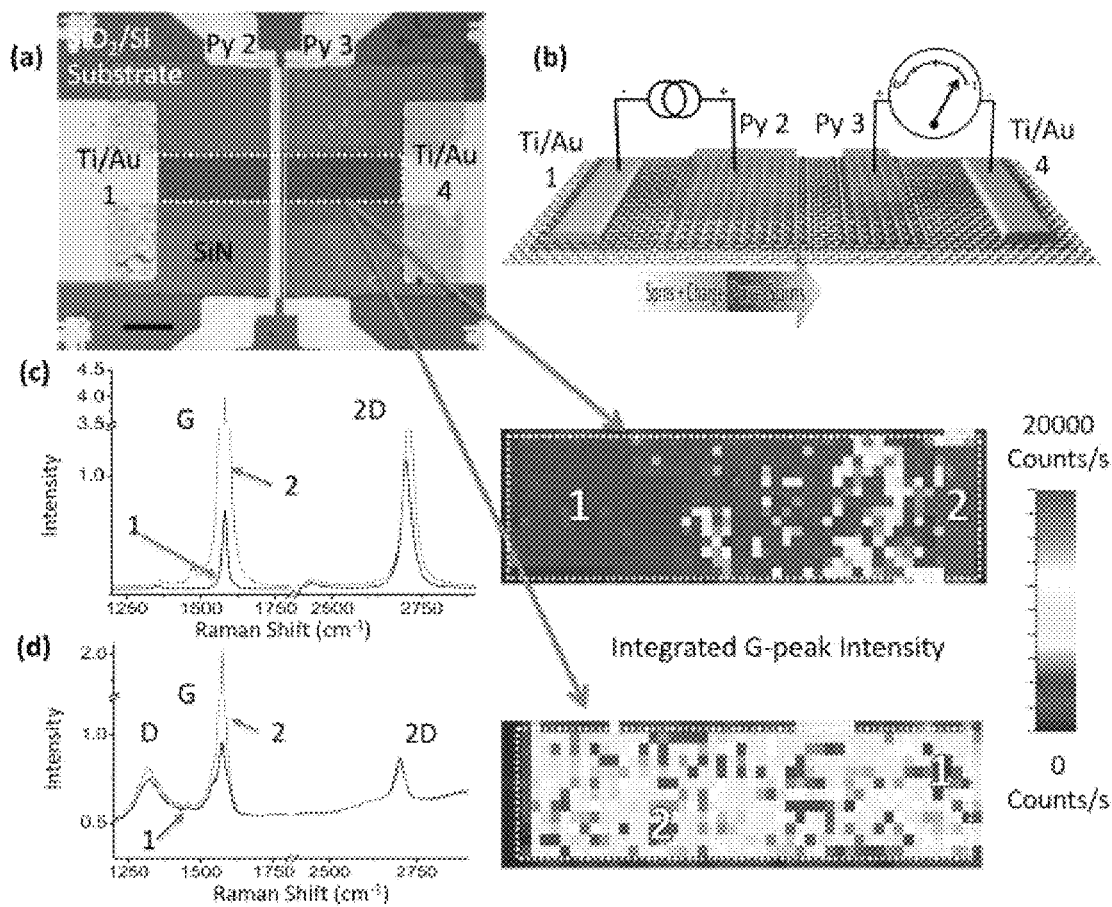 (a)
Py 2 Py 3
Substrate
Ti/Au
1
Ti/Au
4
SiN
(b)
Py 2 Py 3
Ti/Au
1
Ti/Au
4
(c)
4.5
4.0
3.5
1.0
Intensity
G
2D
2
1
1250 1500 1750 2500 2750
Raman Shift (cm⁻¹)
1
2
20000
Counts/s
Integrated G-peak Intensity
0
Counts/s
(d)
2.0
1.0
0.5
Intensity
D
G
2D
2
1
1250 1500 1750 2500 2750
Raman Shift (cm⁻¹)
1
2